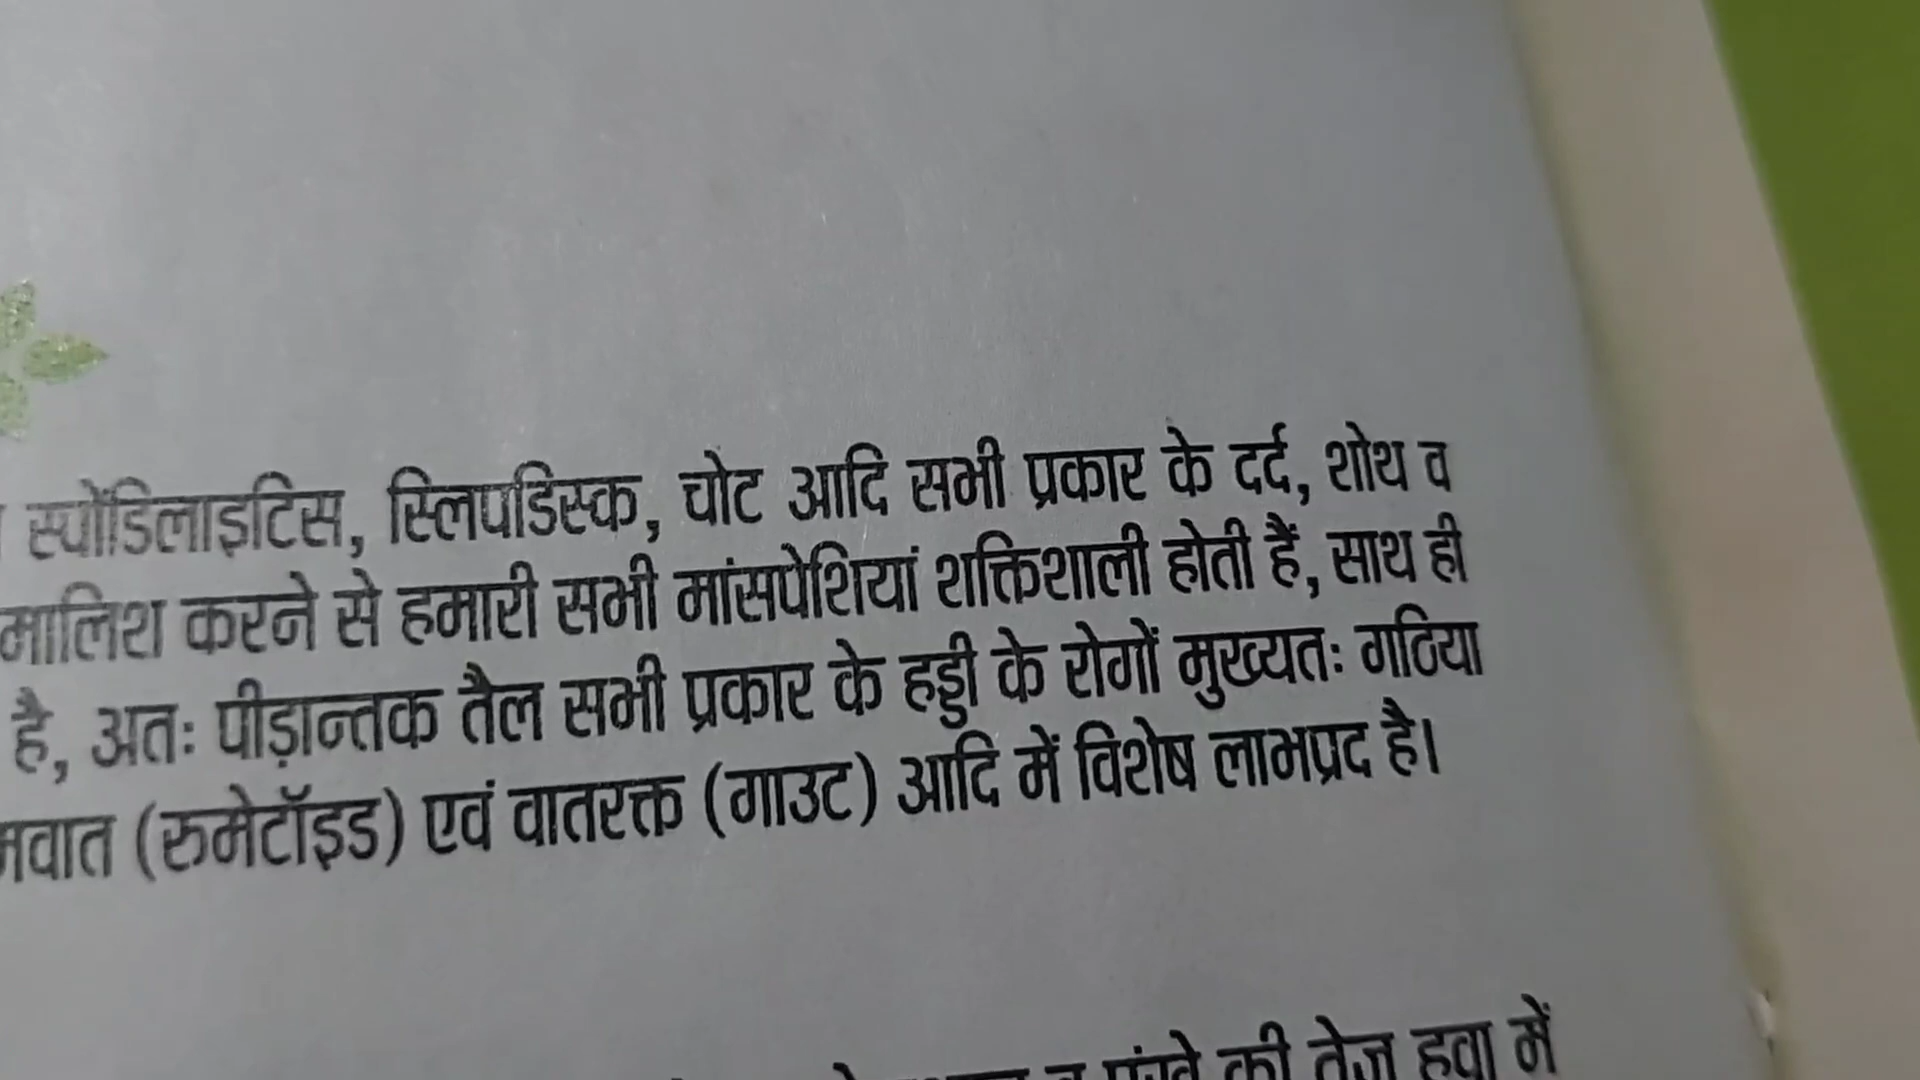 स्पोंडिलाइटिस, स्लिपडिस्क, चोट आदि सभी प्रकार के दर्द, शोथ व
मालिश करने से हमारी सभी मांसपेशियां शक्तिशाली होती हैं, साथ ही
है, अतः पीड़ान्तक तैल सभी प्रकार के हड्डी के रोगों मुख्यतः गठिया
मवात (रुमेटॉइड) एवं वातरक्त (गाउट) आदि में विशेष लाभप्रद है।
व पंखे की तेज हवा में